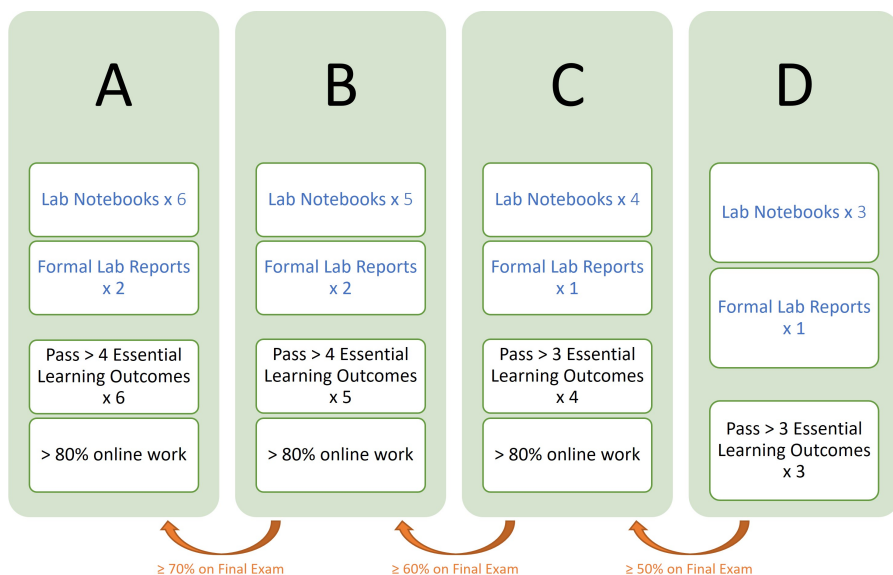 A
Lab Notebooks x 6
Formal Lab Reports
x 2
Pass > 4 Essential
Learning Outcomes
x 6
> 80% online work
B
Lab Notebooks x 5
Formal Lab Reports
x 2
Pass > 4 Essential
Learning Outcomes
x 5
> 80% online work
C
Lab Notebooks x 4
Formal Lab Reports
x 1
Pass > 3 Essential
Learning Outcomes
x 4
> 80% online work
D
Lab Notebooks x 3
Formal Lab Reports
x 1
Pass > 3 Essential
Learning Outcomes
x 3
≥ 70% on Final Exam
≥ 60% on Final Exam
≥ 50% on Final Exam